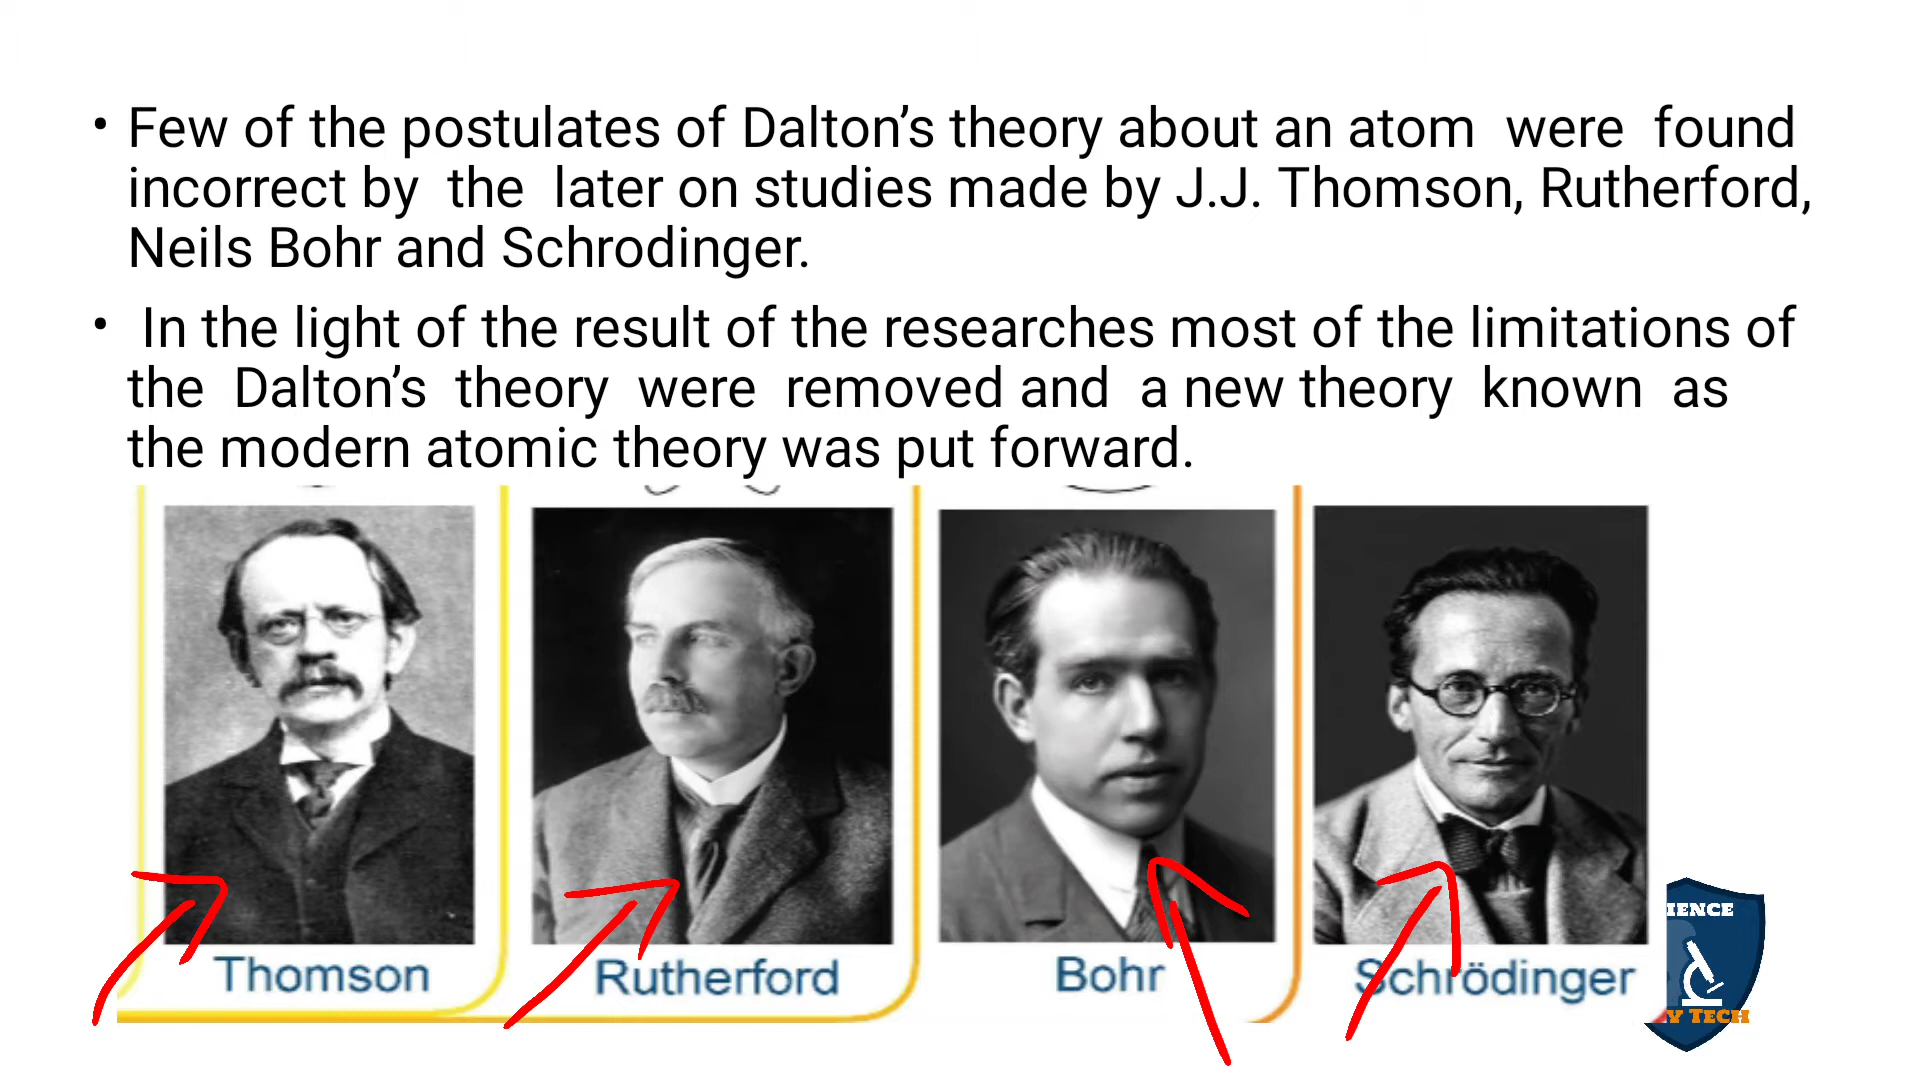 • Few of the postulates of Dalton’s theory about an atom were found
incorrect by the later on studies made by J.J. Thomson, Rutherford,
Neils Bohr and Schrodinger.
• In the light of the result of the researches most of the limitations of
the Dalton’s theory were removed and a new theory known as
the modern atomic theory was put forward.
Thomson
Rutherford
Bohr
Schrödinger
IENCE
Y TECH